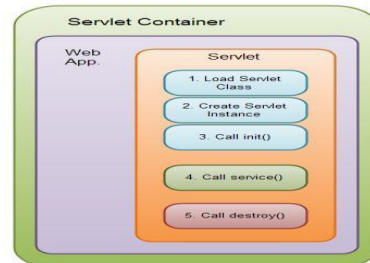 Servlet Container
Web
App.
Servlet
1. Load Servlet
Class
2. Create Servlet
Instance
3. Call init()
4. Call service()
5. Call destroy()